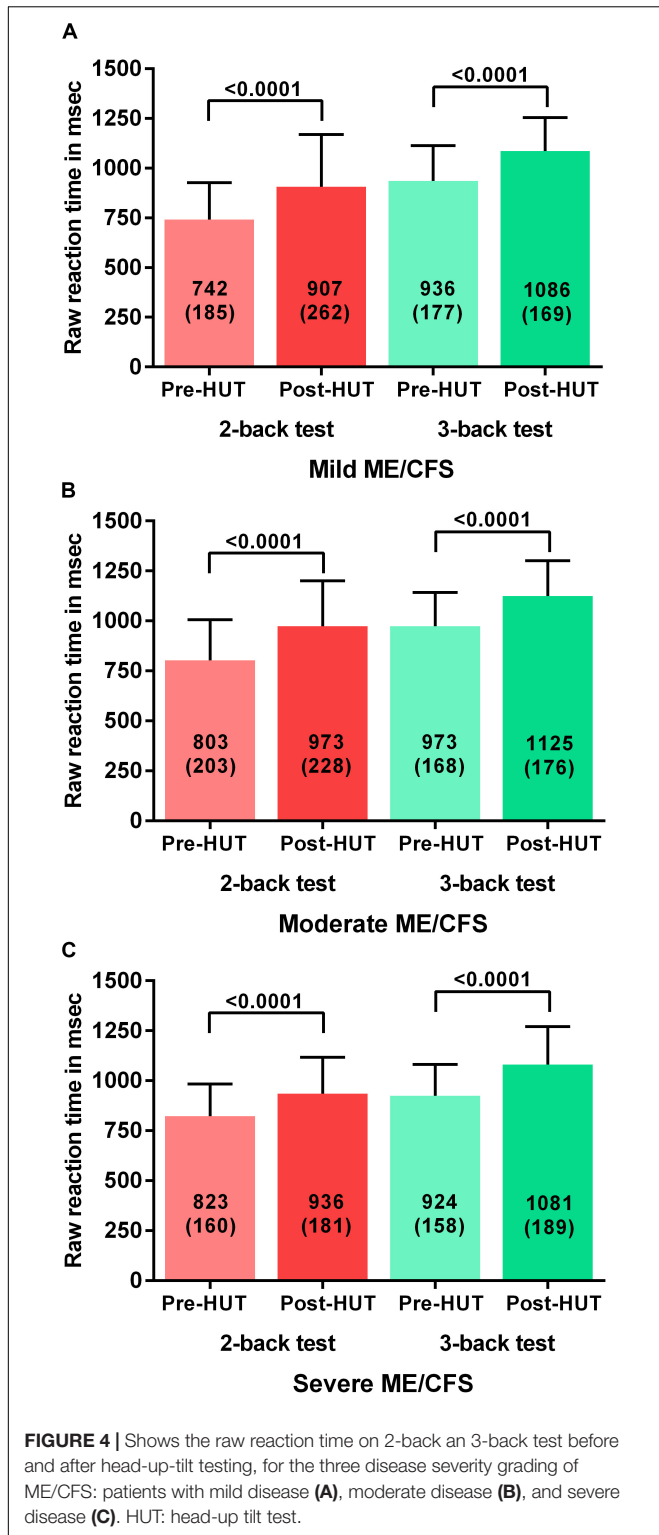 A
Raw reaction time in msec
1500
1250
1000
750
500
250
0
<0.0001
<0.0001
742
(185)
907
(262)
936
(177)
1086
(169)
Pre-HUT Post-HUT Pre-HUT Post-HUT
2-back test 3-back test
Mild ME/CFS
B
Raw reaction time in msec
1500
1250
1000
750
500
250
0
<0.0001
<0.0001
803
(203)
973
(228)
973
(168)
1125
(176)
Pre-HUT Post-HUT Pre-HUT Post-HUT
2-back test 3-back test
Moderate ME/CFS
C
Raw reaction time in msec
1500
1250
1000
750
500
250
0
<0.0001
<0.0001
823
(160)
936
(181)
924
(158)
1081
(189)
Pre-HUT Post-HUT Pre-HUT Post-HUT
2-back test 3-back test
Severe ME/CFS
FIGURE 4 | Shows the raw reaction time on 2-back an 3-back test before
and after head-up-tilt testing, for the three disease severity grading of
ME/CFS: patients with mild disease (A), moderate disease (B), and severe
disease (C). HUT: head-up tilt test.